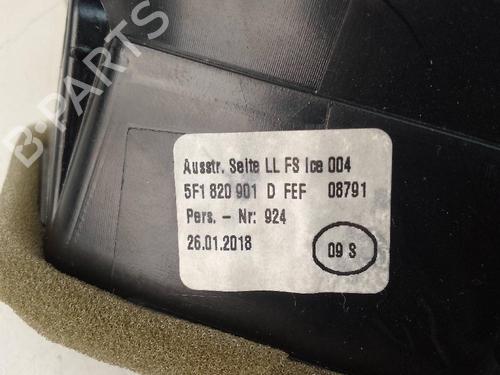 Ausstr. Seite LL FS Ice 004
5F1 820 901 D FEF 08791
Pers. - Nr: 924
26.01.2018
09 S
B-PARTS